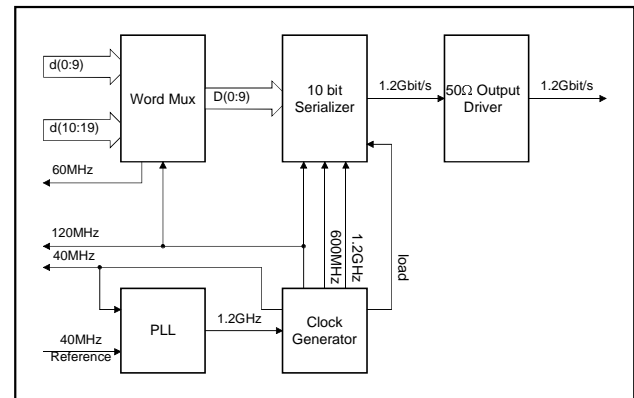 d(0:9)
d(10:19)
Word Mux
D(0:9)
10 bit
Serializer
1.2Gbit/s
50Ω Output
Driver
1.2Gbit/s
60MHz
120MHz
40MHz
600MHz
1.2GHz
load
40MHz
Reference
PLL
1.2GHz
Clock
Generator